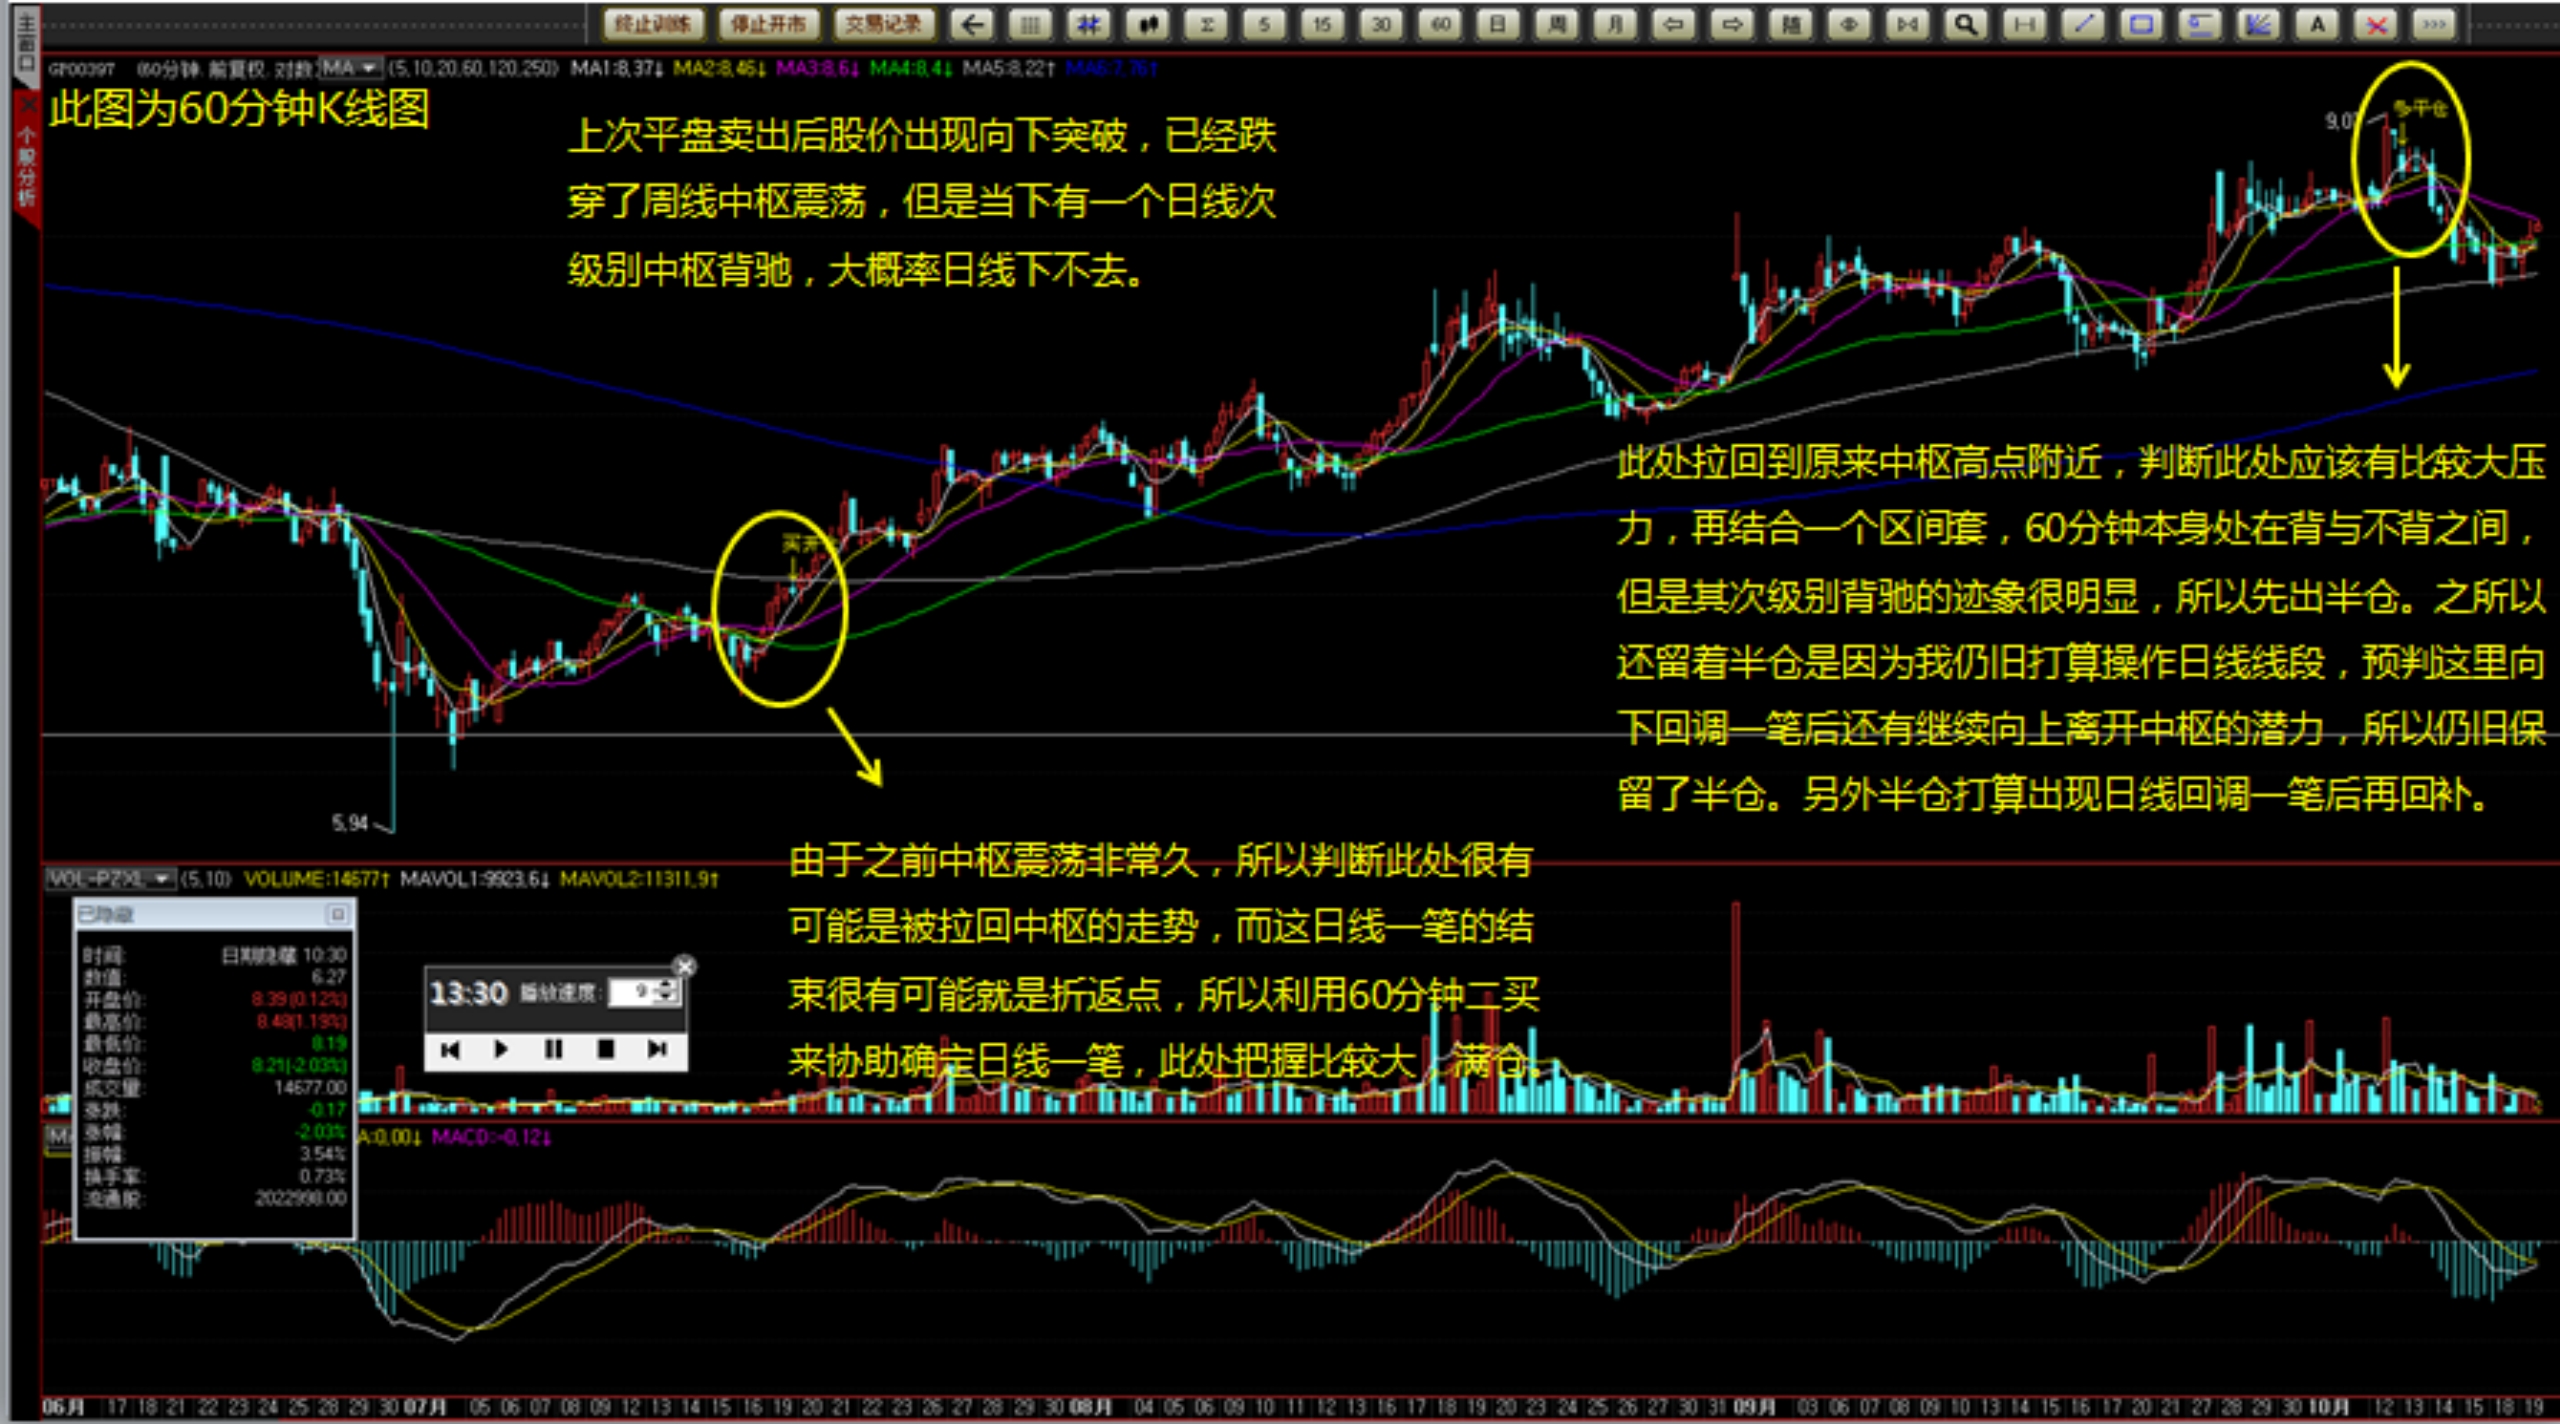 主画口
个股分析
终止训练 停止开市 交易记录 Σ 5 15 30 60 日 周 月 随 A >>>
GP00397 (60分钟.前复权.对数) MA (5,10,20,60,120,250) MA1:8.37↓ MA2:8.46↓ MA3:8.6↓ MA4:8.4↓ MA5:8.22↑ MA6:7.76↑
此图为60分钟K线图
上次平盘卖出后股价出现向下突破，已经跌
穿了周线中枢震荡，但是当下有一个日线次
级别中枢背驰，大概率日线下不去。
多平仓
买开
5.94
此处拉回到原来中枢高点附近，判断此处应该有比较大压
力，再结合一个区间套，60分钟本身处在背与不背之间，
但是其次级别背驰的迹象很明显，所以先出半仓。之所以
还留着半仓是因为我仍旧打算操作日线线段，预判这里向
下回调一笔后还有继续向上离开中枢的潜力，所以仍旧保
留了半仓。另外半仓打算出现日线回调一笔后再回补。
由于之前中枢震荡非常久，所以判断此处很有
可能是被拉回中枢的走势，而这日线一笔的结
束很有可能就是折返点，所以利用60分钟二买
来协助确定日线一笔，此处把握比较大，满仓。
VOL-PZXL (5,10) VOLUME:14677↑ MAVOL1:9923.6↓ MAVOL2:11311.9↑
已隐藏
时间: 日期隐藏 10:30
数值: 6.27
开盘价: 8.39(0.12%)
最高价: 8.48(1.19%)
最低价: 8.19
收盘价: 8.21(-2.03%)
成交量: 14677.00
涨跌: -0.17
涨幅: -2.03%
振幅: 3.54%
换手率: 0.73%
流通股: 2022998.00
13:30 播放速度: 9
A:0.00↓ MACD:-0.12↓
06月 17 18 21 22 23 24 25 28 29 30 07月 05 06 07 08 09 12 13 14 15 16 19 20 21 22 23 26 27 28 29 30 08月 04 05 06 09 10 11 12 13 16 17 18 19 20 23 24 25 26 27 30 31 09月 03 06 07 08 09 10 13 14 15 16 17 20 21 27 28 29 30 10月 12 13 14 15 18 19